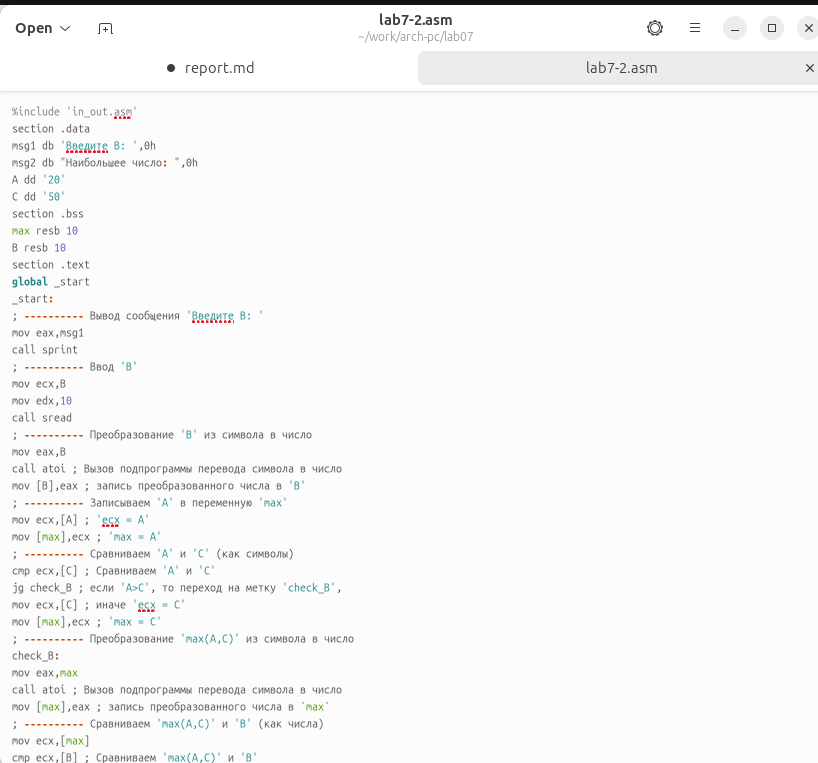 Open
lab7-2.asm
~/work/arch-pc/lab07
report.md
lab7-2.asm
%include 'in_out.asm'
section .data
msg1 db 'Введите B: ',0h
msg2 db "Наибольшее число: ",0h
A dd '20'
C dd '50'
section .bss
max resb 10
B resb 10
section .text
global _start
_start:
; ---------- Вывод сообщения 'Введите B: '
mov eax,msg1
call sprint
; ---------- Ввод 'B'
mov ecx,B
mov edx,10
call sread
; ---------- Преобразование 'B' из символа в число
mov eax,B
call atoi ; Вызов подпрограммы перевода символа в число
mov [B],eax ; запись преобразованного числа в 'B'
; ---------- Записываем 'A' в переменную 'max'
mov ecx,[A] ; 'ecx = A'
mov [max],ecx ; 'max = A'
; ---------- Сравниваем 'A' и 'C' (как символы)
cmp ecx,[C] ; Сравниваем 'A' и 'C'
jg check_B ; если 'A>C', то переход на метку 'check_B',
mov ecx,[C] ; иначе 'ecx = C'
mov [max],ecx ; 'max = C'
; ---------- Преобразование 'max(A,C)' из символа в число
check_B:
mov eax,max
call atoi ; Вызов подпрограммы перевода символа в число
mov [max],eax ; запись преобразованного числа в `max`
; ---------- Сравниваем 'max(A,C)' и 'B' (как числа)
mov ecx,[max]
cmp ecx,[B] ; Сравниваем 'max(A,C)' и 'B'